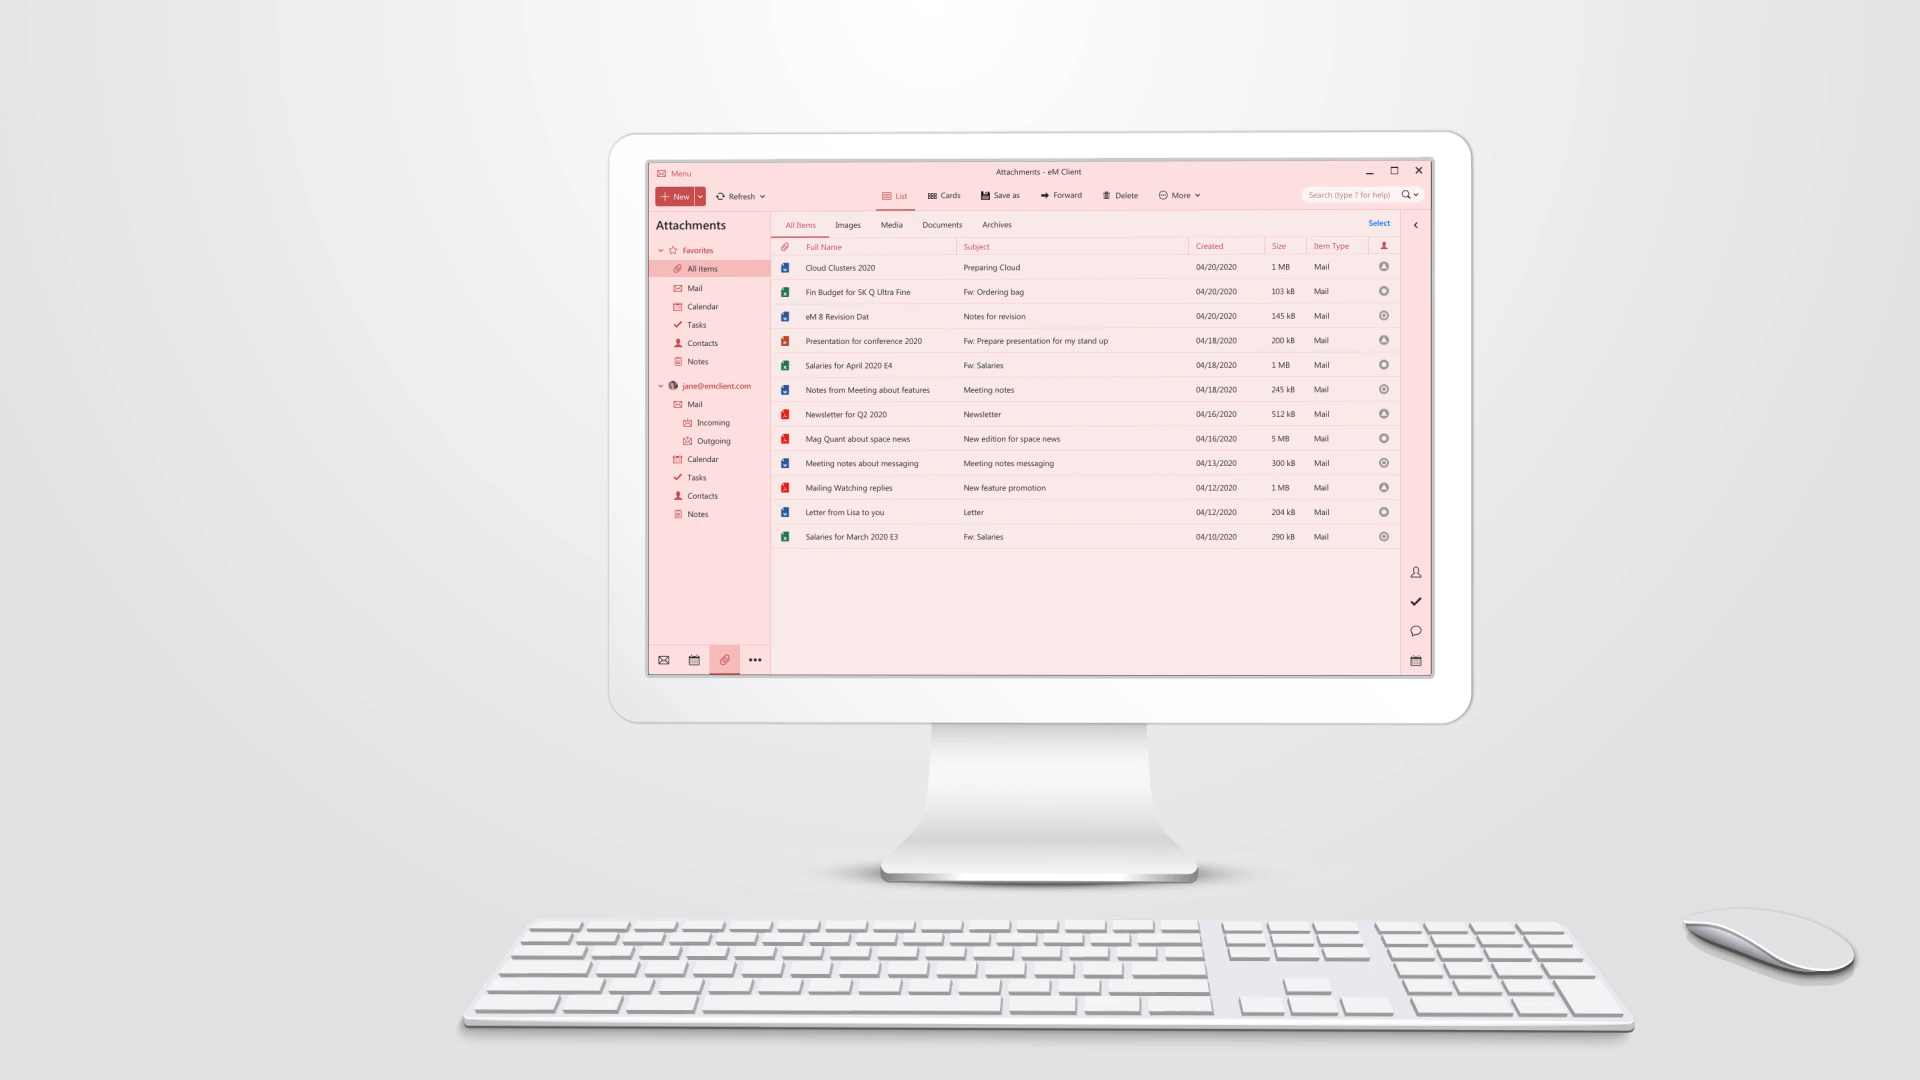 Menu
Attachments - eM Client
New
Refresh
List
Cards
Save as
Forward
Delete
More
Search (type ? for help)
Attachments
All Items
Images
Media
Documents
Archives
Select
Favorites
All items
Mail
Calendar
Tasks
Contacts
Notes
jane@emclient.com
Mail
Incoming
Outgoing
Calendar
Tasks
Contacts
Notes
Full Name Subject Created Size Item Type
Cloud Clusters 2020 Preparing Cloud 04/20/2020 1 MB Mail
Fin Budget for SK Q Ultra Fine Fw: Ordering bag 04/20/2020 103 kB Mail
eM 8 Revision Dat Notes for revision 04/20/2020 145 kB Mail
Presentation for conference 2020 Fw: Prepare presentation for my stand up 04/18/2020 200 kB Mail
Salaries for April 2020 E4 Fw: Salaries 04/18/2020 1 MB Mail
Notes from Meeting about features Meeting notes 04/18/2020 245 kB Mail
Newsletter for Q2 2020 Newsletter 04/16/2020 512 kB Mail
Mag Quant about space news New edition for space news 04/16/2020 5 MB Mail
Meeting notes about messaging Meeting notes messaging 04/13/2020 300 kB Mail
Mailing Watching replies New feature promotion 04/12/2020 1 MB Mail
Letter from Lisa to you Letter 04/12/2020 204 kB Mail
Salaries for March 2020 E3 Fw: Salaries 04/10/2020 290 kB Mail